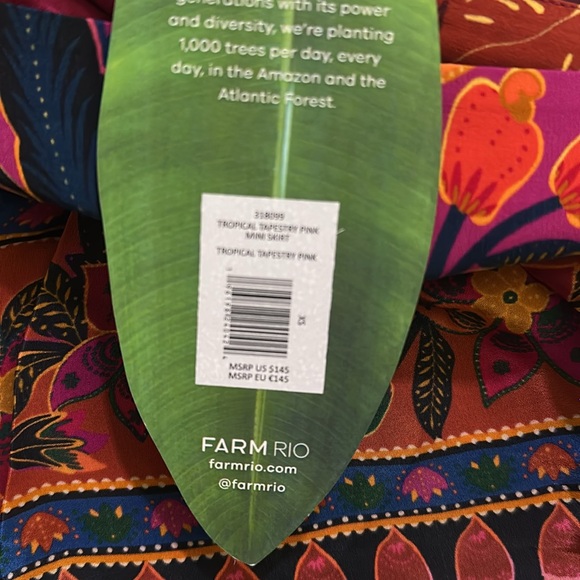 generations with its power
and diversity, we're planting
1,000 trees per day, every
day, in the Amazon and the
Atlantic Forest.
318099
TROPICAL TAPESTRY PINK
MINI SKIRT
TROPICAL TAPESTRY PINK
XS
MSRP US $145
MSRP EU €145
FARM RIO
farmrio.com
@farmrio